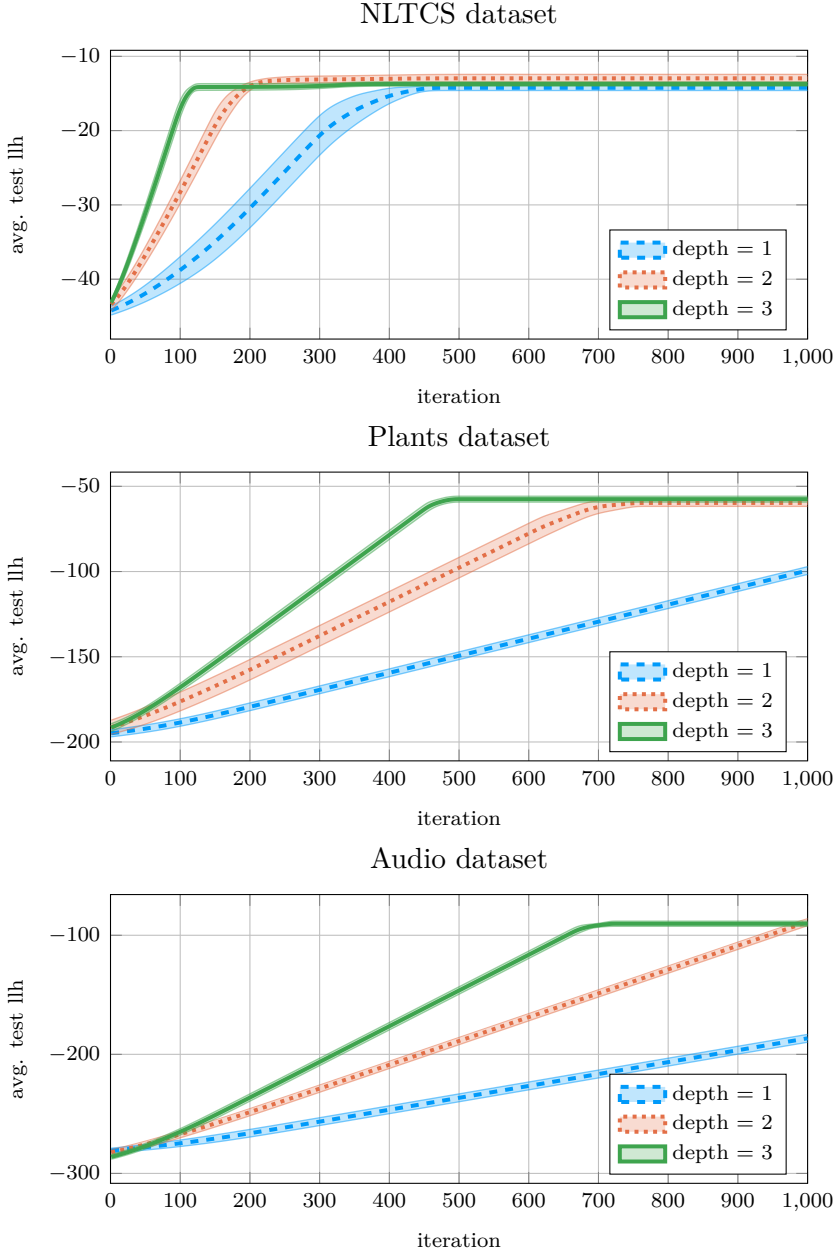 NLTCS dataset
−10
−20
−30
−40
avg. test llh
depth = 1
depth = 2
depth = 3
0 100 200 300 400 500 600 700 800 900 1,000
iteration
Plants dataset
−50
−100
−150
−200
avg. test llh
depth = 1
depth = 2
depth = 3
0 100 200 300 400 500 600 700 800 900 1,000
iteration
Audio dataset
−100
−200
−300
avg. test llh
depth = 1
depth = 2
depth = 3
0 100 200 300 400 500 600 700 800 900 1,000
iteration